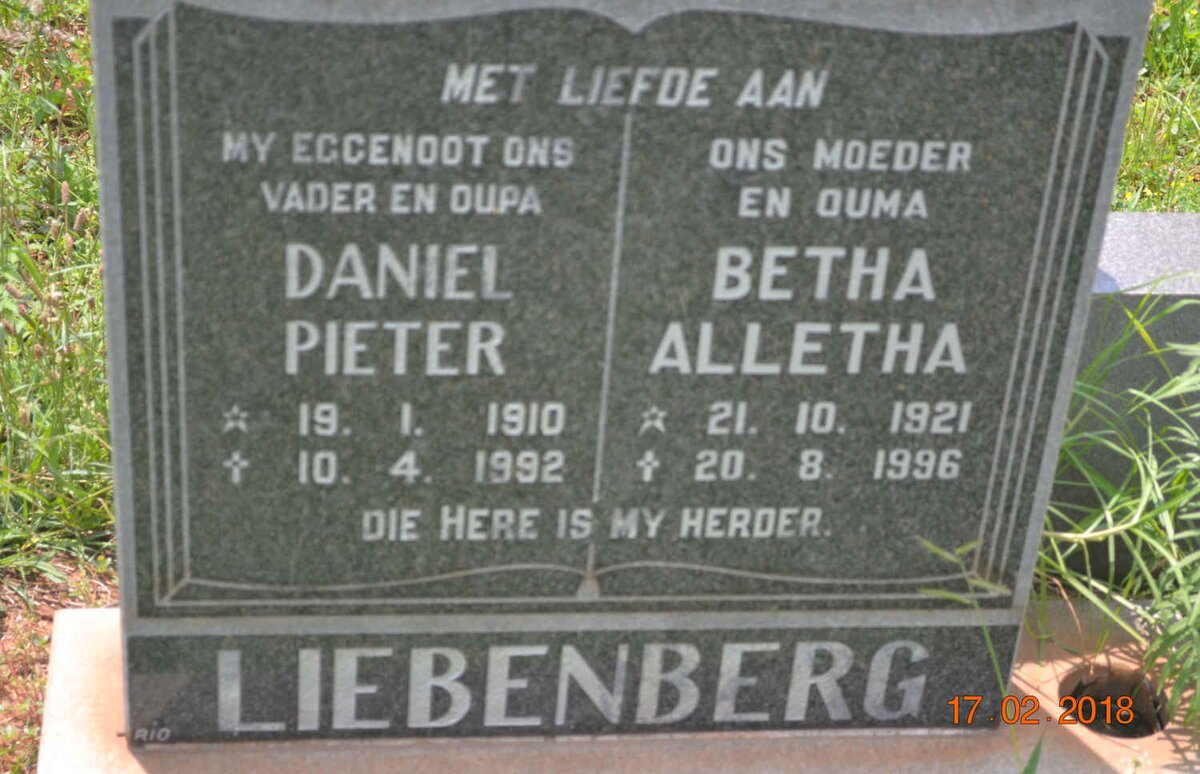 MET LIEFDE AAN
MY EGGENOOT ONS
VADER EN OUPA
DANIEL
PIETER
☆ 19. 1. 1910
✝ 10. 4. 1992
ONS MOEDER
EN OUMA
BETHA
ALLETHA
☆ 21. 10. 1921
✝ 20. 8. 1996
DIE HERE IS MY HERDER.
LIEBENBERG
RIO
17.02.2018